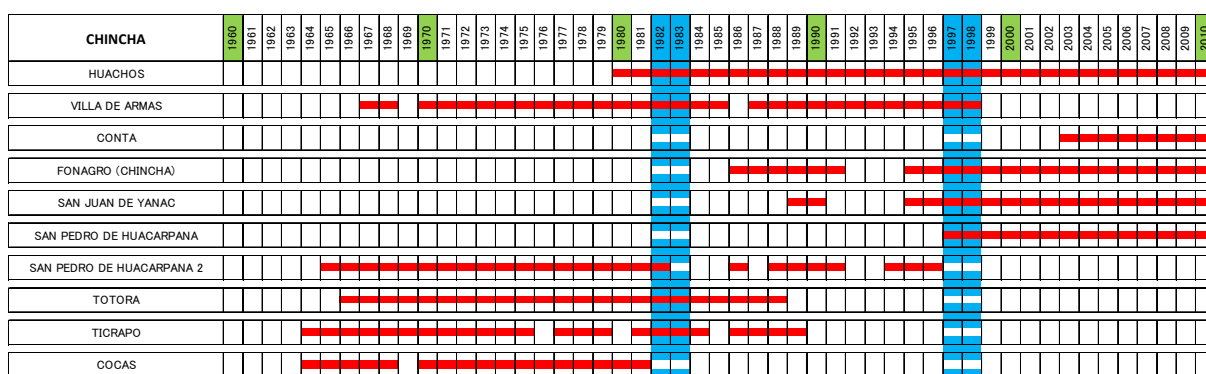 CHINCHA 1960 1961 1962 1963 1964 1965 1966 1967 1968 1969 1970 1971 1972 1973 1974 1975 1976 1977 1978 1979 1980 1981 1982 1983 1984 1985 1986 1987 1988 1989 1990 1991 1992 1993 1994 1995 1996 1997 1998 1999 2000 2001 2002 2003 2004 2005 2006 2007 2008 2009 2010
HUACHOS
VILLA DE ARMAS
CONTA
FONAGRO (CHINCHA)
SAN JUAN DE YANAC
SAN PEDRO DE HUACARPANA
SAN PEDRO DE HUACARPANA 2
TOTORA
TICRAPO
COCAS